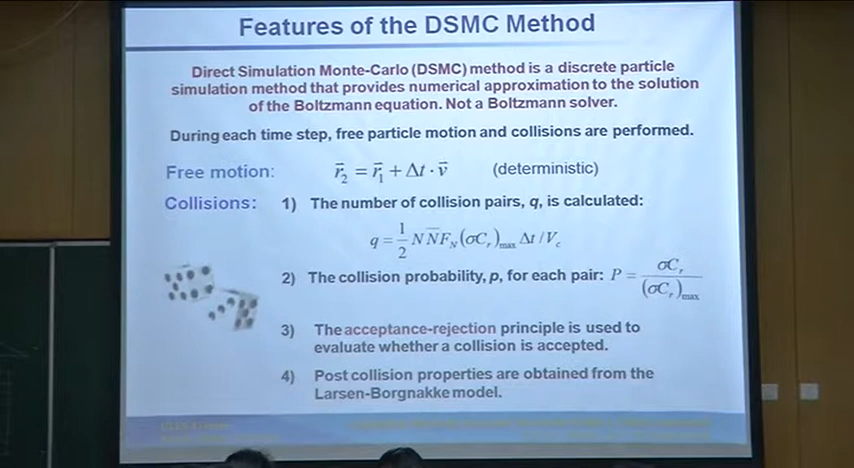 Features of the DSMC Method
Direct Simulation Monte-Carlo (DSMC) method is a discrete particle
simulation method that provides numerical approximation to the solution
of the Boltzmann equation. Not a Boltzmann solver.
During each time step, free particle motion and collisions are performed.
Free motion: r⃗₂ = r⃗₁ + Δt · v⃗ (deterministic)
Collisions: 1) The number of collision pairs, q, is calculated:
q = 1/2 N N̅ F_N (σC_r)_max Δt / V_c
2) The collision probability, p, for each pair: P = σC_r / (σC_r)_max
3) The acceptance-rejection principle is used to
evaluate whether a collision is accepted.
4) Post collision properties are obtained from the
Larsen-Borgnakke model.